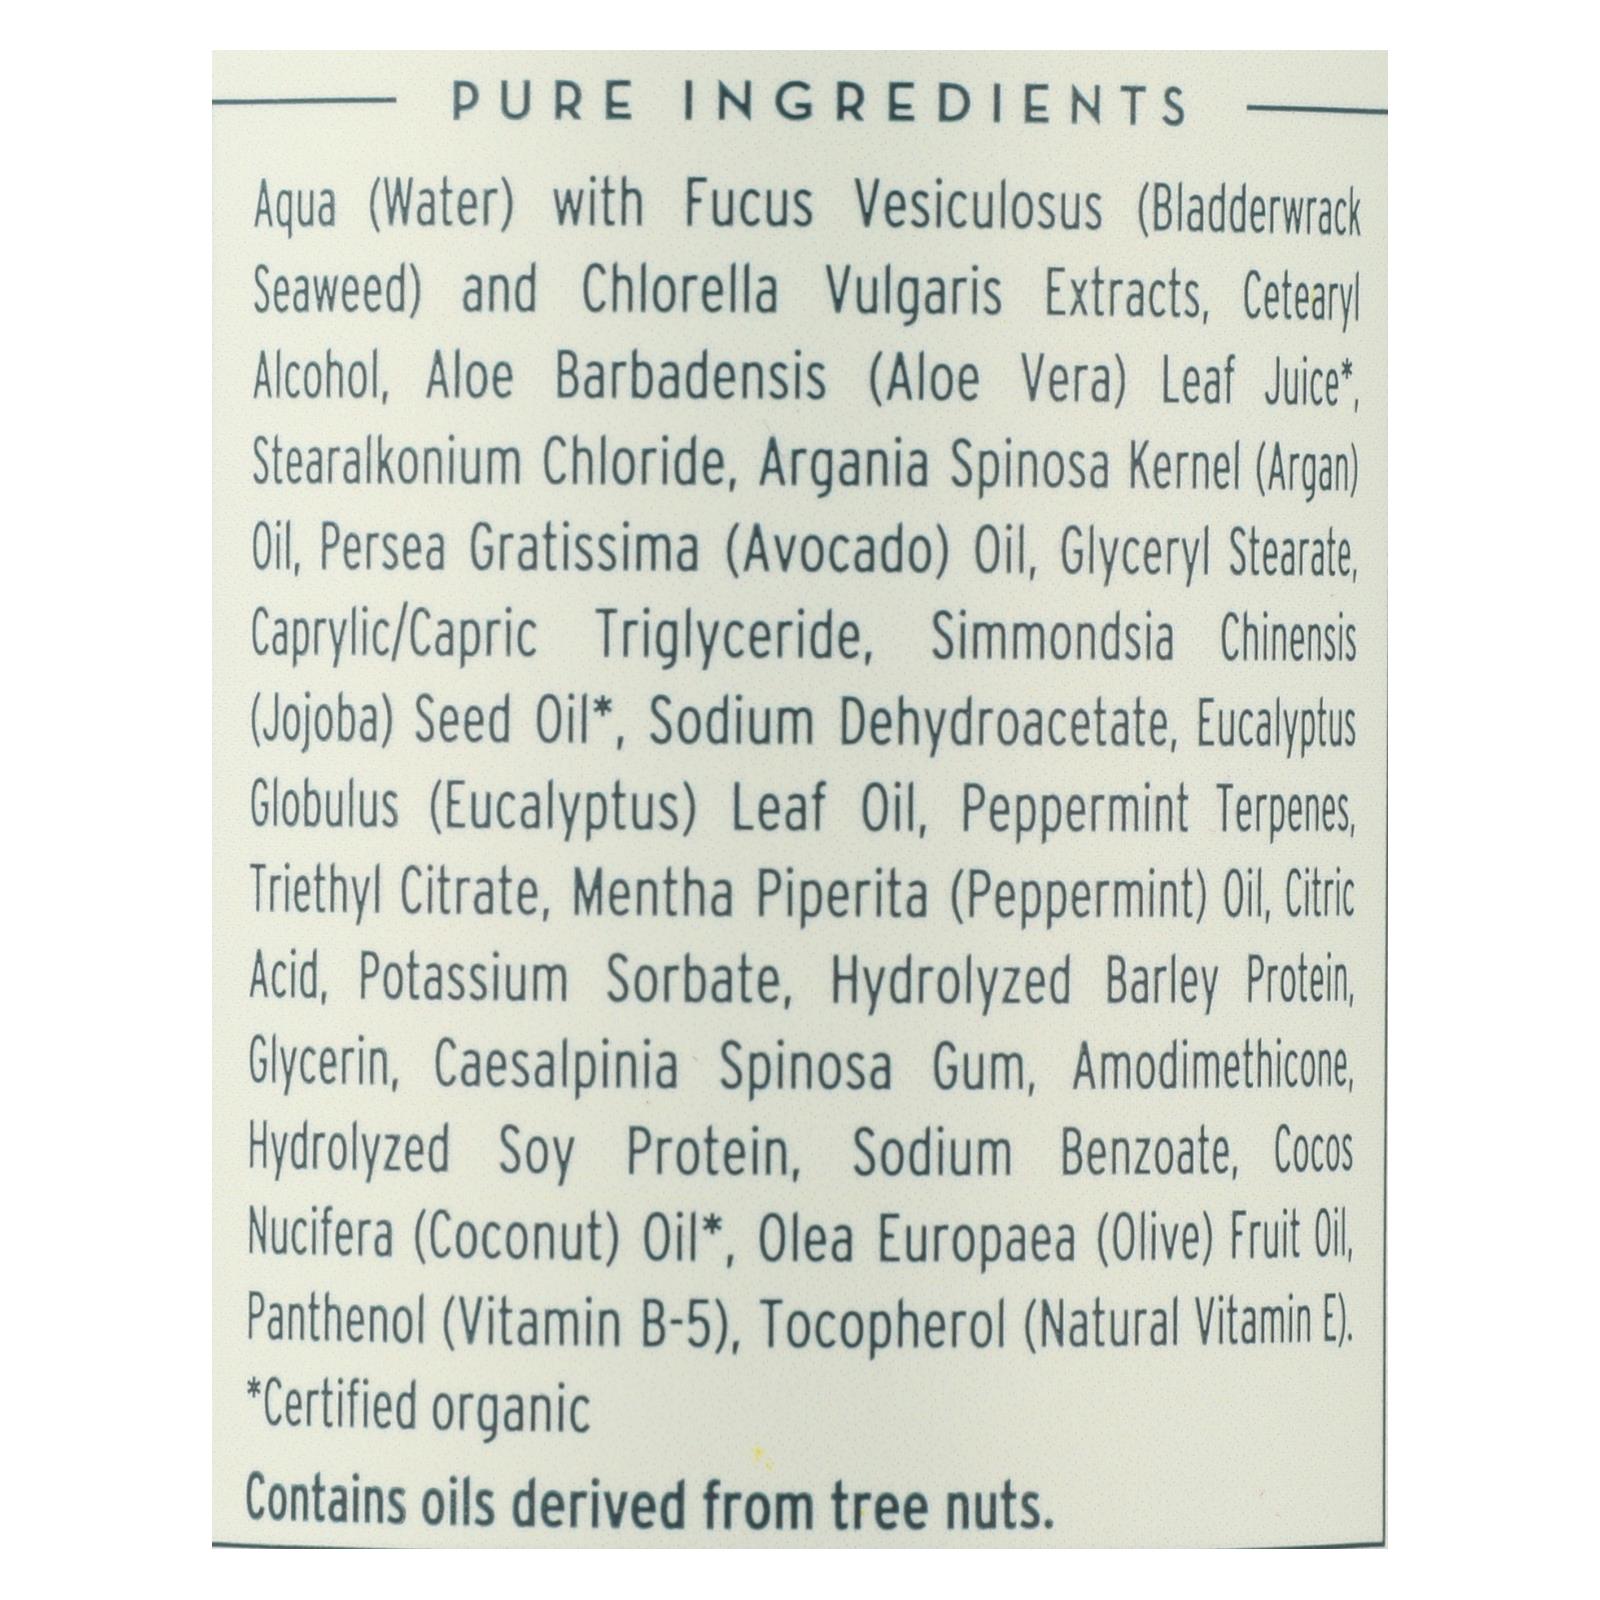 PURE INGREDIENTS
Aqua (Water) with Fucus Vesiculosus (Bladderwrack
Seaweed) and Chlorella Vulgaris Extracts, Cetearyl
Alcohol, Aloe Barbadensis (Aloe Vera) Leaf Juice*,
Stearalkonium Chloride, Argania Spinosa Kernel (Argan)
Oil, Persea Gratissima (Avocado) Oil, Glyceryl Stearate,
Caprylic/Capric Triglyceride, Simmondsia Chinensis
(Jojoba) Seed Oil*, Sodium Dehydroacetate, Eucalyptus
Globulus (Eucalyptus) Leaf Oil, Peppermint Terpenes,
Triethyl Citrate, Mentha Piperita (Peppermint) Oil, Citric
Acid, Potassium Sorbate, Hydrolyzed Barley Protein,
Glycerin, Caesalpinia Spinosa Gum, Amodimethicone,
Hydrolyzed Soy Protein, Sodium Benzoate, Cocos
Nucifera (Coconut) Oil*, Olea Europaea (Olive) Fruit Oil,
Panthenol (Vitamin B-5), Tocopherol (Natural Vitamin E).
*Certified organic
Contains oils derived from tree nuts.